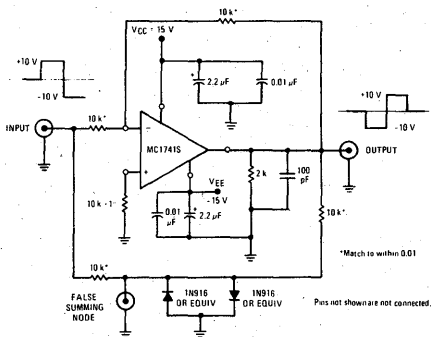 10 k*
VCC = 15 V
+10 V
-10 V
2.2 µF
0.01 µF
+10 V
-10 V
INPUT
10 k*
MC1741S
OUTPUT
VEE
-15 V
2 k
100 pF
10 k
0.01 µF
2.2 µF
10k*
*Match to within 0.01
10 k*
FALSE SUMMING NODE
1N916 OR EQUIV
1N916 OR EQUIV
Pins not shown are not connected.